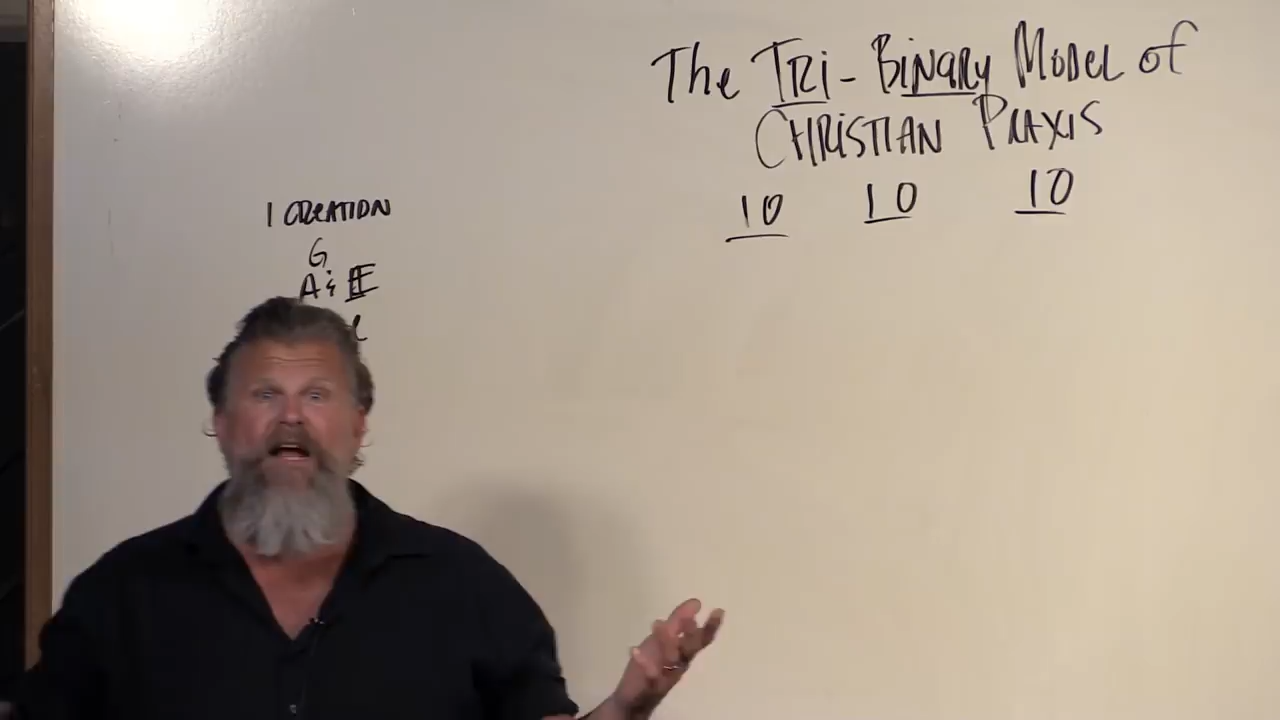 The TRI-BINARY MODEL of
CHRISTIAN PRAXIS
10 10 10
1 CREATION
G
A & E